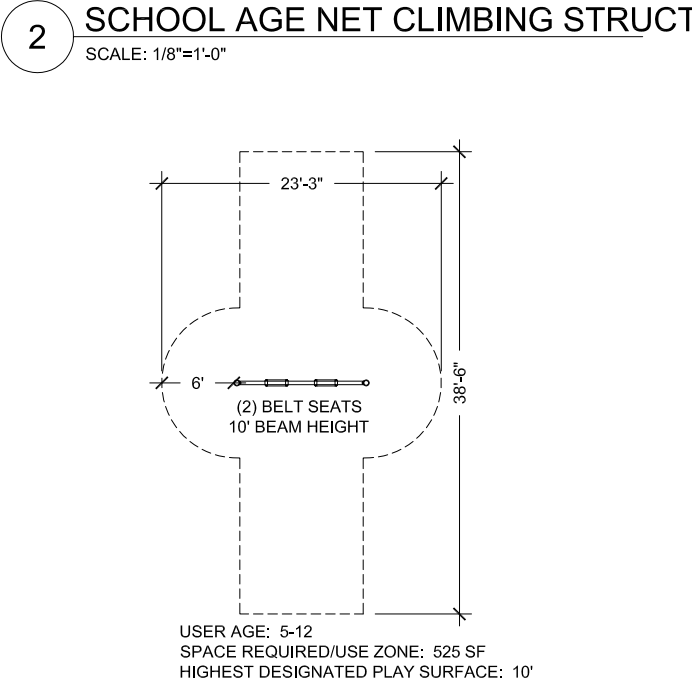 2
SCHOOL AGE NET CLIMBING STRUCT
SCALE: 1/8"=1'-0"
23'-3"
38'-6"
6'
(2) BELT SEATS
10' BEAM HEIGHT
USER AGE: 5-12
SPACE REQUIRED/USE ZONE: 525 SF
HIGHEST DESIGNATED PLAY SURFACE: 10'